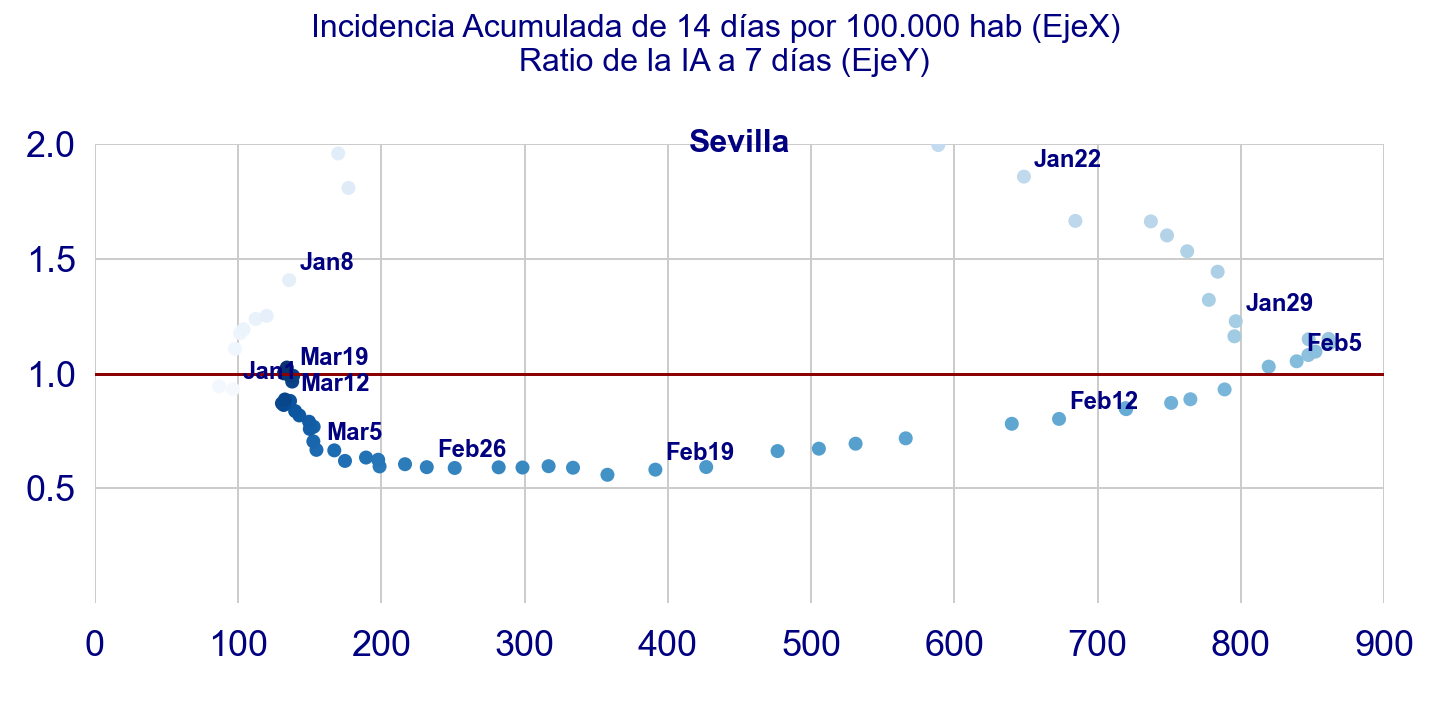 Incidencia Acumulada de 14 días por 100.000 hab (EjeX)
Ratio de la IA a 7 días (EjeY)
Sevilla
2.0
Jan22
1.5
Jan8
Jan29
Feb5
Mar19
1.0
Jan1
Mar12
Feb12
Mar5
Feb26
Feb19
0.5
0 100 200 300 400 500 600 700 800 900